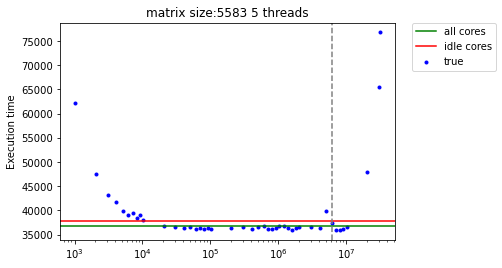 matrix size:5583 5 threads
all cores
idle cores
true
Execution time
75000
70000
65000
60000
55000
50000
45000
40000
35000
10³ 10⁴ 10⁵ 10⁶ 10⁷